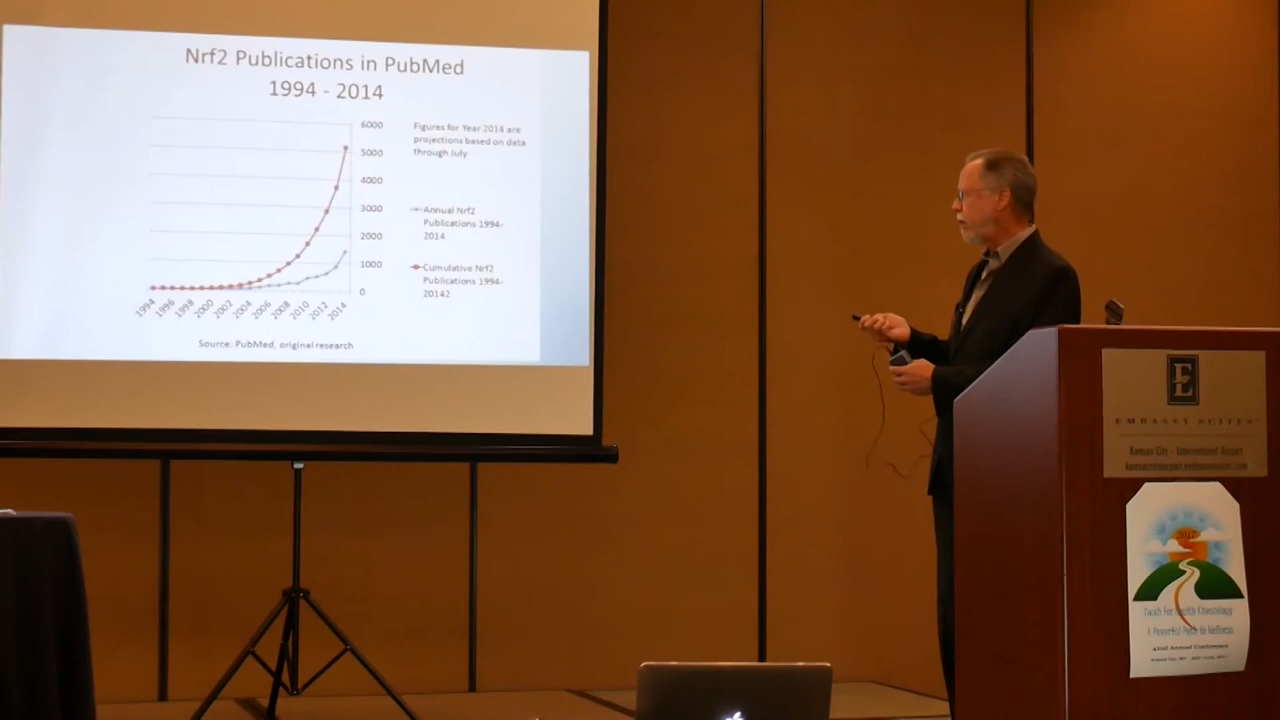 Nrf2 Publications in PubMed
1994 - 2014
6000
5000
4000
3000
2000
1000
0
1994
1996
1998
2000
2002
2004
2006
2008
2010
2012
2014
Figures for Year 2014 are
projections based on data
through July
Annual Nrf2
Publications 1994-
2014
Cumulative Nrf2
Publications 1994-
20142
Source: PubMed, original research
E
EMBASSY SUITES
Kansas City - International Airport
Touch For Health Kinesiology
A Powerful Path to Wellness
42nd Annual Conference